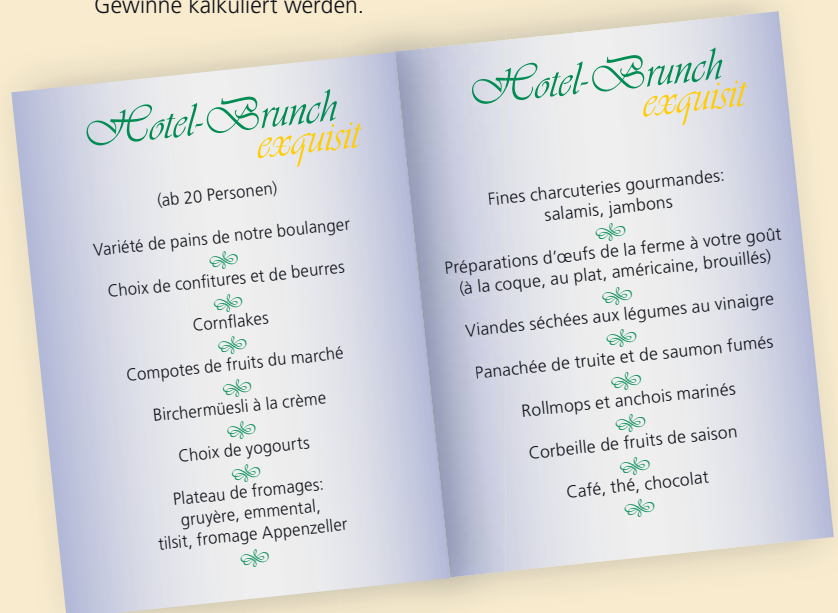 Gewinne kalkuliert werden.
Hotel-Brunch
exquisit
(ab 20 Personen)
Variété de pains de notre boulanger
Choix de confitures et de beurres
Cornflakes
Compotes de fruits du marché
Birchermüesli à la crème
Choix de yogourts
Plateau de fromages:
gruyère, emmental,
tilsit, fromage Appenzeller
Hotel-Brunch
exquisit
Fines charcuteries gourmandes:
salamis, jambons
Préparations d’œufs de la ferme à votre goût
(à la coque, au plat, américaine, brouillés)
Viandes séchées aux légumes au vinaigre
Panachée de truite et de saumon fumés
Rollmops et anchois marinés
Corbeille de fruits de saison
Café, thé, chocolat